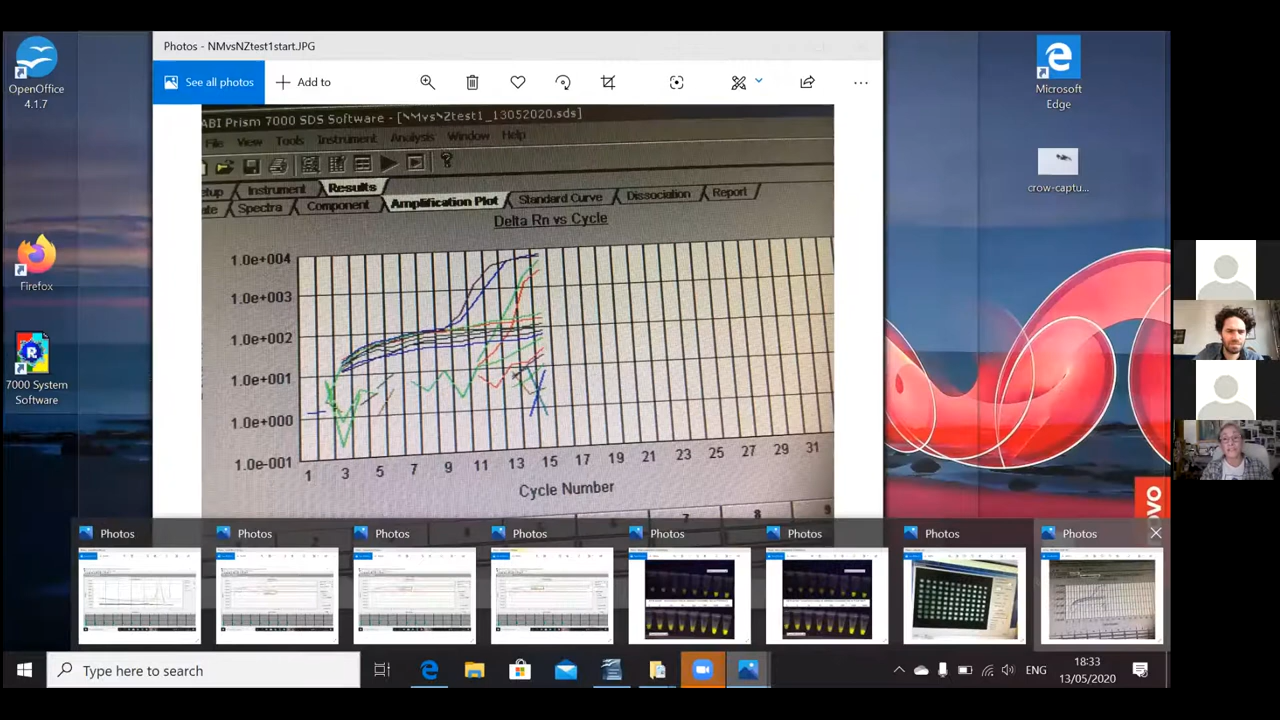 OpenOffice
4.1.7
Firefox
7000 System
Software
Photos - NMvsNZtest1start.JPG
See all photos
Add to
ABI Prism 7000 SDS Software - [NMvsNZtest1_13052020.sds]
File View Tools Instrument Analysis Window Help
Instrument Results
Spectra Component Amplification Plot Standard Curve Dissociation Report
Delta Rn vs Cycle
1.0e+004
1.0e+003
1.0e+002
1.0e+001
1.0e+000
1.0e-001
1 3 5 7 9 11 13 15 17 19 21 23 25 27 29 31
Cycle Number
7 8 9
Microsoft
Edge
crow-captu...
Photos
Photos
Photos
Photos
Photos
Photos
Photos
Photos
Type here to search
ENG
18:33
13/05/2020